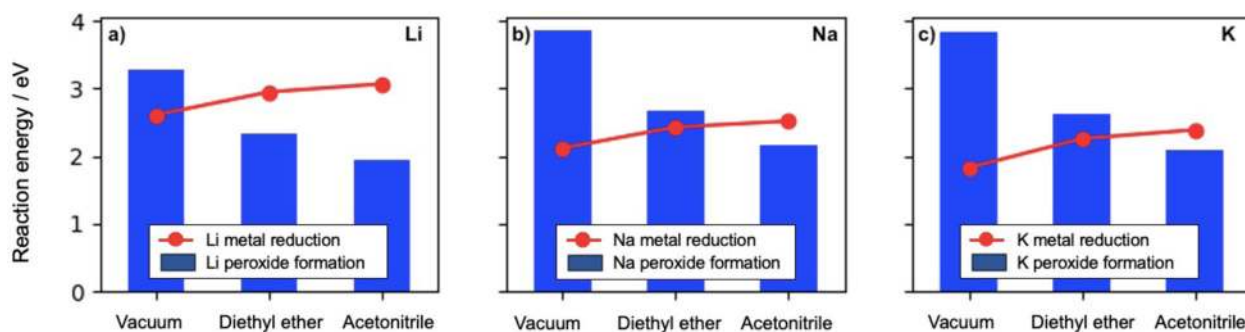 Reaction energy / eV
4
3
2
1
0
a)
Li
Li metal reduction
Li peroxide formation
Vacuum
Diethyl ether
Acetonitrile
b)
Na
Na metal reduction
Na peroxide formation
Vacuum
Diethyl ether
Acetonitrile
c)
K
K metal reduction
K peroxide formation
Vacuum
Diethyl ether
Acetonitrile